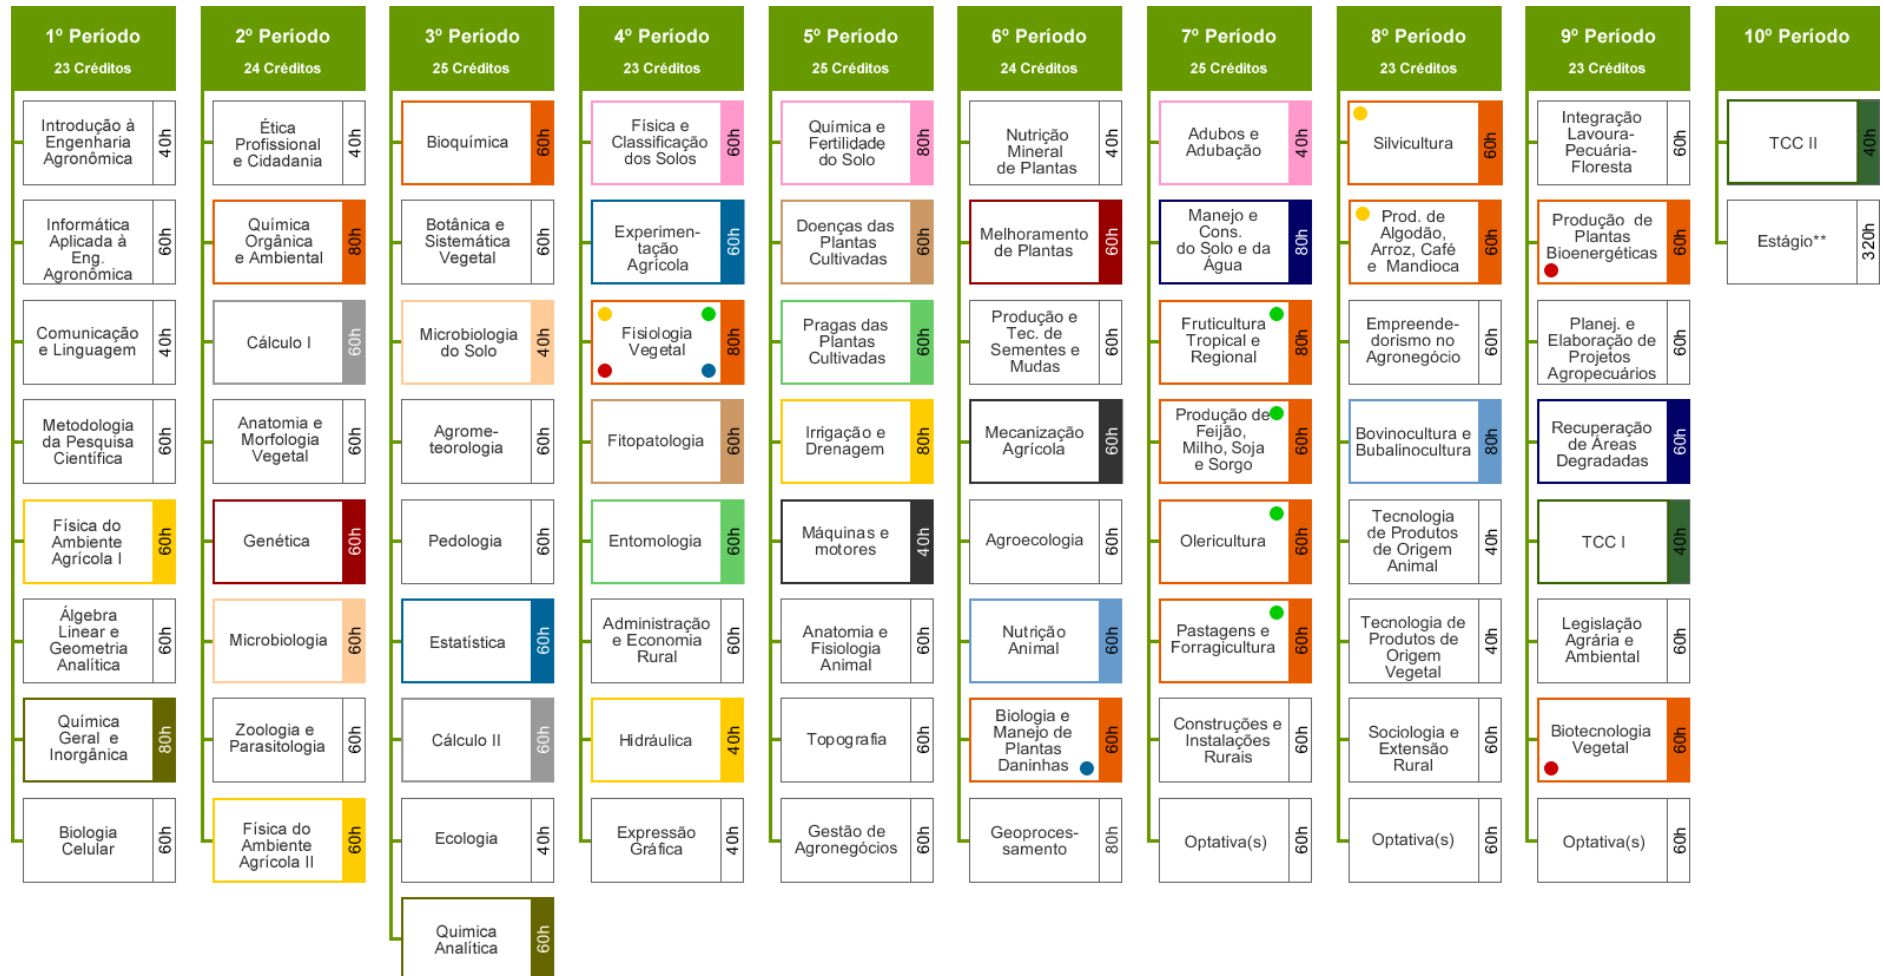 1º Período
23 Créditos
Introdução à
Engenharia
Agronômica
40h
Informática
Aplicada à
Eng.
Agronômica
60h
Comunicação
e Linguagem
40h
Metodologia
da Pesquisa
Científica
60h
Física do
Ambiente
Agrícola I
60h
Álgebra
Linear e
Geometria
Analítica
60h
Química
Geral e
Inorgânica
80h
Biologia
Celular
60h
2º Período
24 Créditos
Ética
Profissional
e Cidadania
40h
Química
Orgânica
e Ambiental
80h
Cálculo I
60h
Anatomia e
Morfologia
Vegetal
60h
Genética
60h
Microbiologia
60h
Zoologia e
Parasitologia
60h
Física do
Ambiente
Agrícola II
60h
3º Período
25 Créditos
Bioquímica
60h
Botânica e
Sistemática
Vegetal
60h
Microbiologia
do Solo
40h
Agrome-
teorologia
60h
Pedologia
60h
Estatística
60h
Cálculo II
60h
Ecologia
40h
Quimica
Analítica
60h
4º Período
23 Créditos
Física e
Classificação
dos Solos
60h
Experimen-
tação
Agrícola
60h
Fisiologia
Vegetal
80h
Fitopatologia
60h
Entomologia
60h
Administração
e Economia
Rural
60h
Hidráulica
40h
Expressão
Gráfica
40h
5º Período
25 Créditos
Química e
Fertilidade
do Solo
80h
Doenças das
Plantas
Cultivadas
60h
Pragas das
Plantas
Cultivadas
60h
Irrigação e
Drenagem
80h
Máquinas e
motores
40h
Anatomia e
Fisiologia
Animal
60h
Topografia
60h
Gestão de
Agronegócios
60h
6º Período
24 Créditos
Nutrição
Mineral
de Plantas
40h
Melhoramento
de Plantas
60h
Produção e
Tec. de
Sementes e
Mudas
60h
Mecanização
Agrícola
60h
Agroecologia
60h
Nutrição
Animal
60h
Biologia e
Manejo de
Plantas
Daninhas
60h
Geoproces-
samento
80h
7º Período
25 Créditos
Adubos e
Adubação
40h
Manejo e
Cons.
do Solo e da
Água
80h
Fruticultura
Tropical e
Regional
80h
Produção de
Feijão,
Milho, Soja
e Sorgo
60h
Olericultura
60h
Pastagens e
Forragicultura
60h
Construções e
Instalações
Rurais
60h
Optativa(s)
60h
8º Período
23 Créditos
Silvicultura
60h
Prod. de
Algodão,
Arroz, Café
e Mandioca
60h
Empreende-
dorismo no
Agronegócio
60h
Bovinocultura e
Bubalinocultura
80h
Tecnologia
de Produtos
de Origem
Animal
40h
Tecnologia de
Produtos de
Origem
Vegetal
40h
Sociologia e
Extensão
Rural
60h
Optativa(s)
60h
9º Período
23 Créditos
Integração
Lavoura-
Pecuária-
Floresta
60h
Produção de
Plantas
Bioenergéticas
60h
Planej. e
Elaboração de
Projetos
Agropecuários
60h
Recuperação
de Áreas
Degradadas
60h
TCC I
40h
Legislação
Agrária e
Ambiental
60h
Biotecnologia
Vegetal
60h
Optativa(s)
60h
10º Período
TCC II
40h
Estágio**
320h